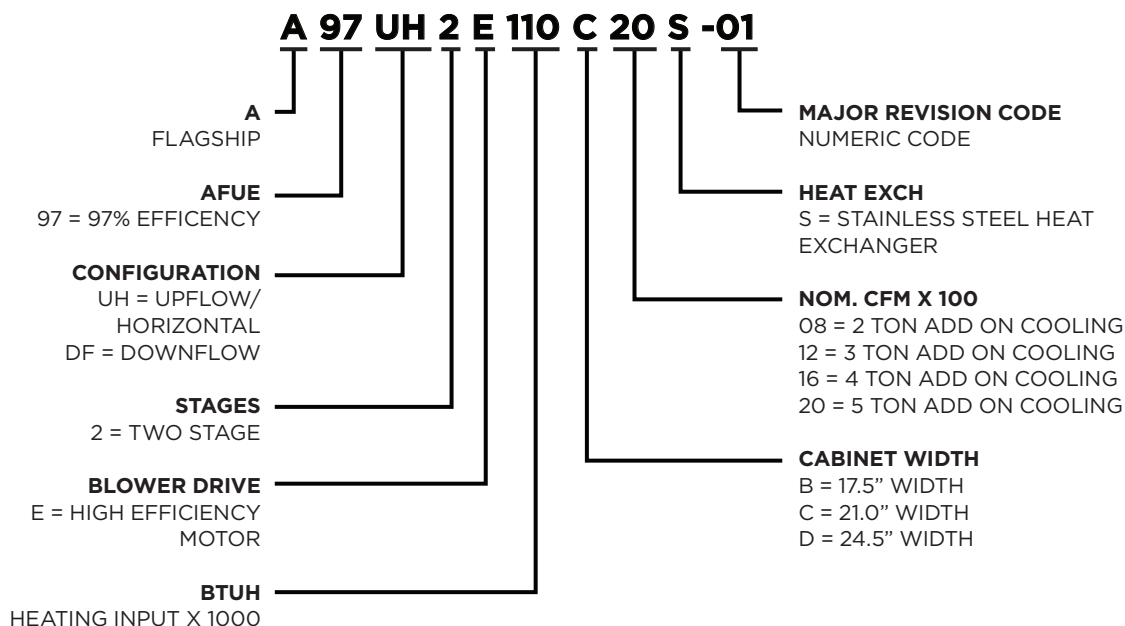 A 97 UH 2 E 110 C 20 S -01
A
FLAGSHIP
AFUE
97 = 97% EFFICENCY
CONFIGURATION
UH = UPFLOW/
HORIZONTAL
DF = DOWNFLOW
STAGES
2 = TWO STAGE
BLOWER DRIVE
E = HIGH EFFICIENCY
MOTOR
BTUH
HEATING INPUT X 1000
MAJOR REVISION CODE
NUMERIC CODE
HEAT EXCH
S = STAINLESS STEEL HEAT
EXCHANGER
NOM. CFM X 100
08 = 2 TON ADD ON COOLING
12 = 3 TON ADD ON COOLING
16 = 4 TON ADD ON COOLING
20 = 5 TON ADD ON COOLING
CABINET WIDTH
B = 17.5” WIDTH
C = 21.0” WIDTH
D = 24.5” WIDTH